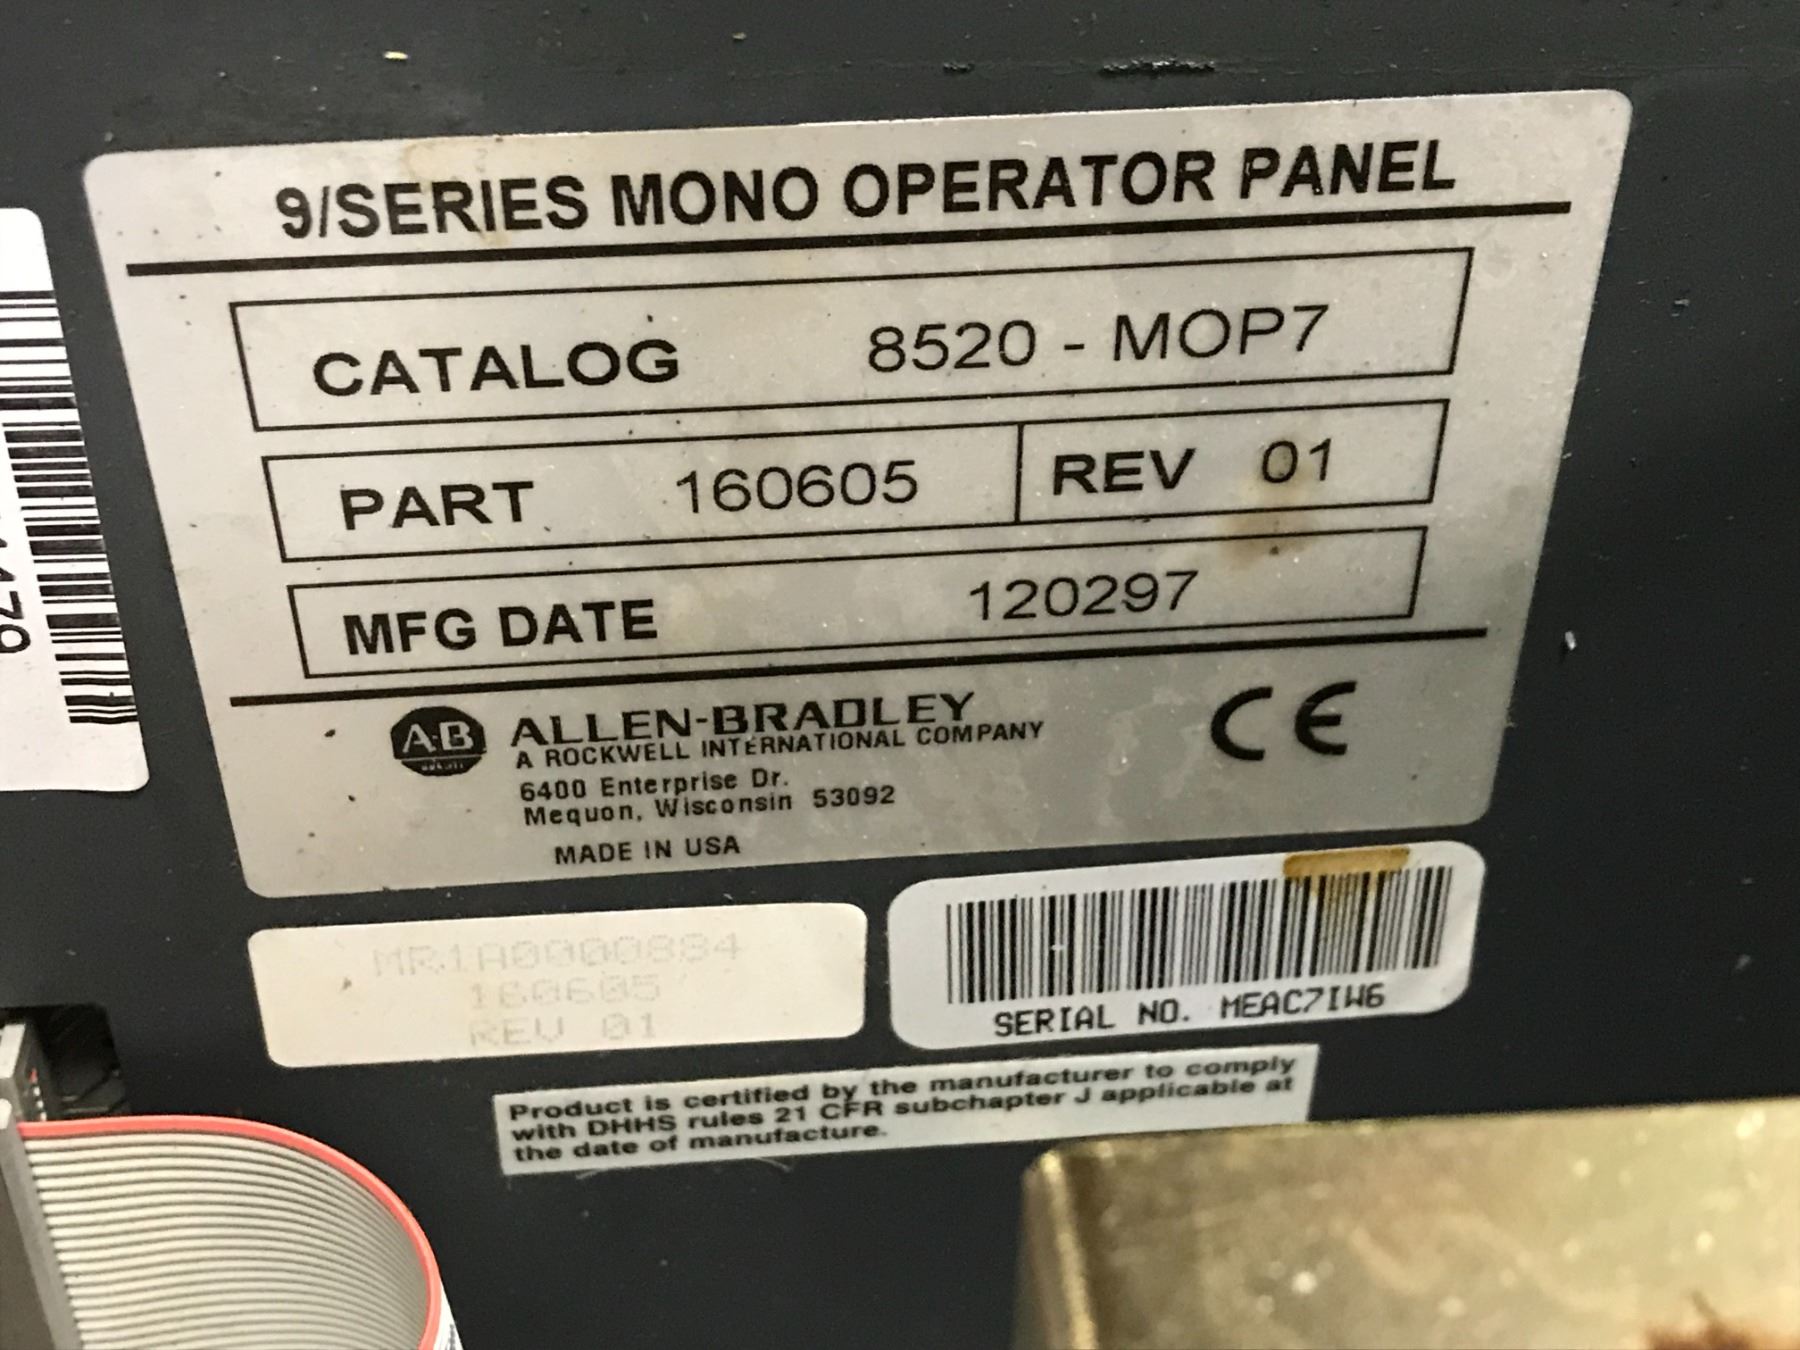 9/SERIES MONO OPERATOR PANEL
CATALOG 8520 - MOP7
PART 160605 REV 01
MFG DATE 120297
A-B
ALLEN-BRADLEY
A ROCKWELL INTERNATIONAL COMPANY
6400 Enterprise Dr.
Mequon, Wisconsin 53092
MADE IN USA
CE
MR1A0000884
160605
REV 01
SERIAL NO. MEAC7IW6
Product is certified by the manufacturer to comply
with DHHS rules 21 CFR subchapter J applicable at
the date of manufacture.